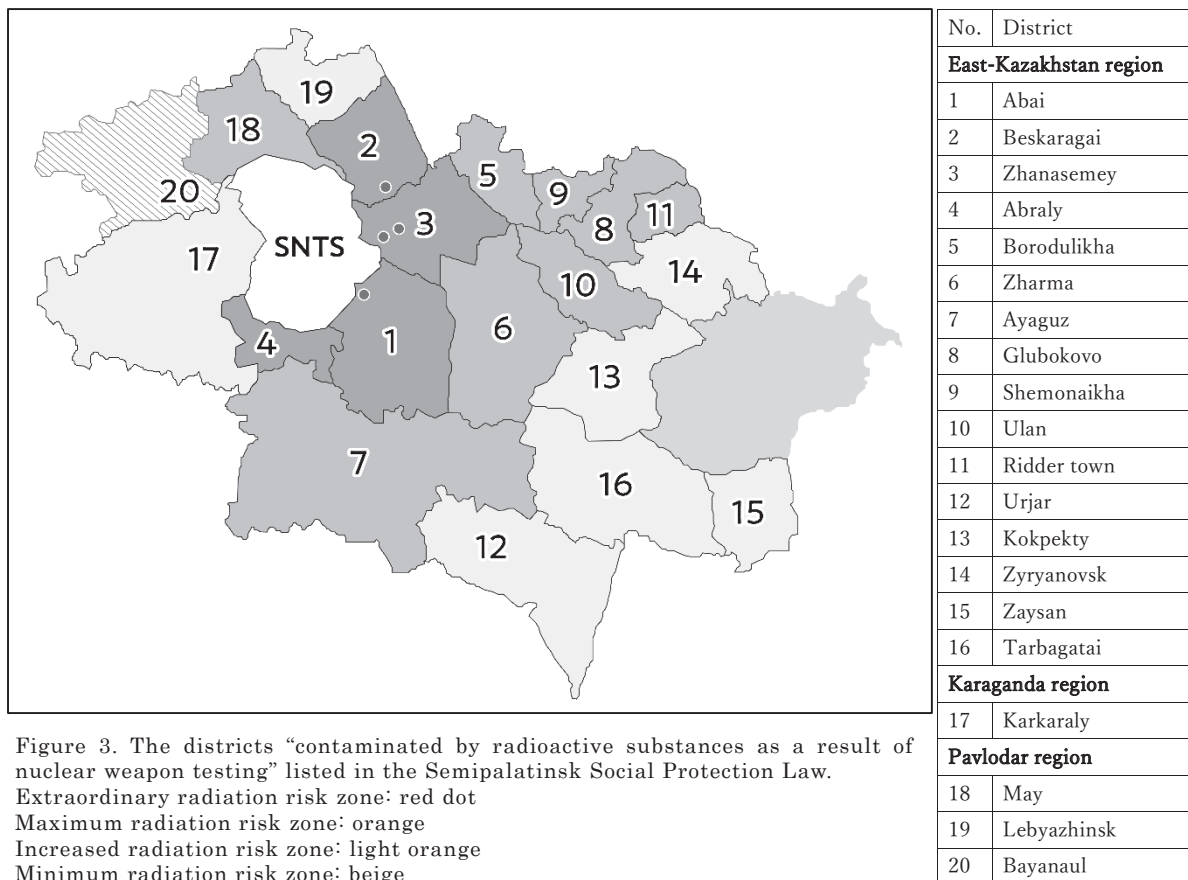 19
18
2
20
5
9
11
8
3
17
SNTS
14
10
4
1
6
13
7
16
15
12
No. District
East-Kazakhstan region
1 Abai
2 Beskaragai
3 Zhanasemey
4 Abraly
5 Borodulikha
6 Zharma
7 Ayaguz
8 Glubokovo
9 Shemonaikha
10 Ulan
11 Ridder town
12 Urjar
13 Kokpekty
14 Zyryanovsk
15 Zaysan
16 Tarbagatai
Karaganda region
17 Karkaraly
Pavlodar region
18 May
19 Lebyazhinsk
20 Bayanaul
Figure 3. The districts “contaminated by radioactive substances as a result of
nuclear weapon testing” listed in the Semipalatinsk Social Protection Law.
Extraordinary radiation risk zone: red dot
Maximum radiation risk zone: orange
Increased radiation risk zone: light orange
Minimum radiation risk zone: beige